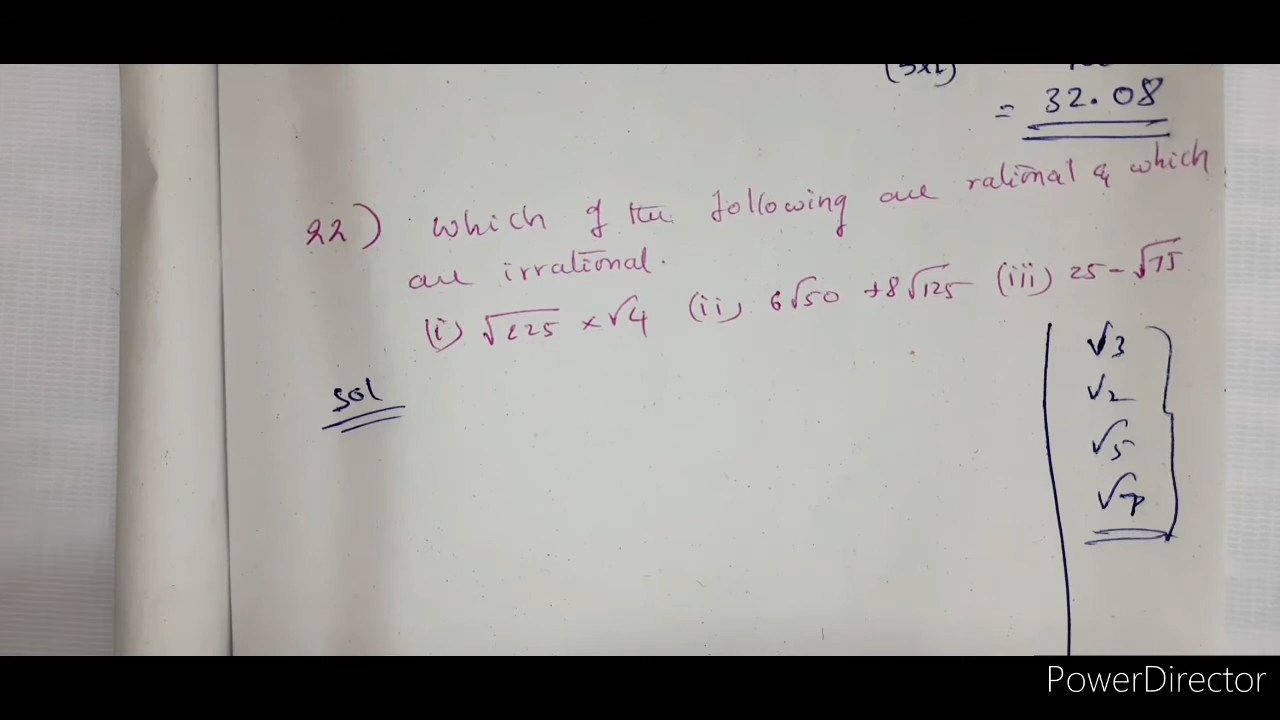 = 32.08
22) which of the following are rational & which
are irrational.
(i) √225 × √4 (ii) 6√50 + 8√125 (iii) 25 - √75
Sol
√3
√2
√5
√7
PowerDirector